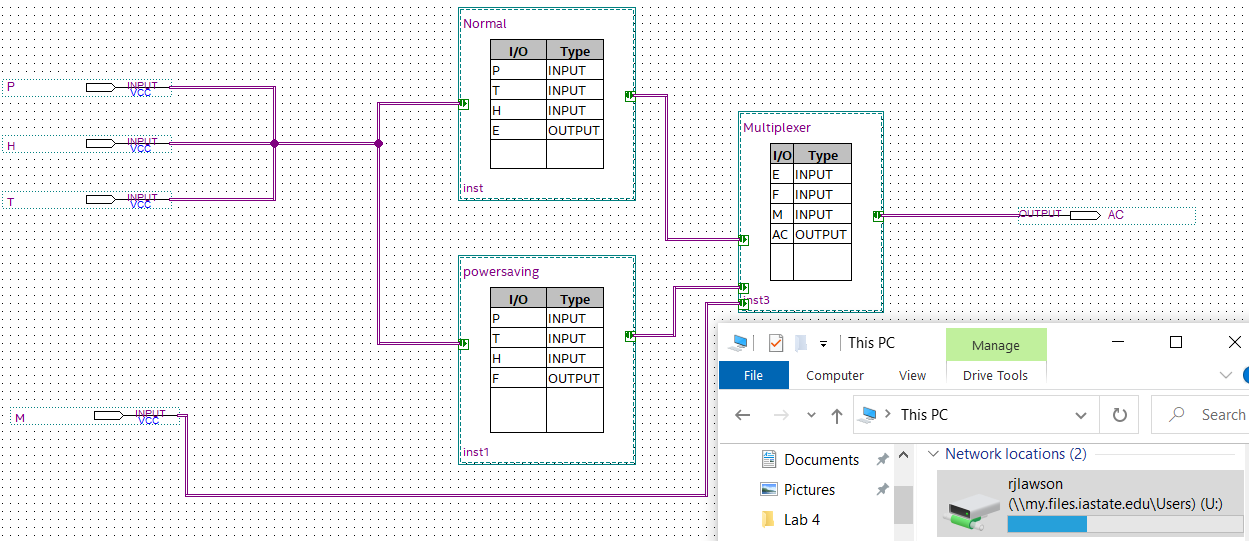 Normal
I/O Type
P INPUT
T INPUT
H INPUT
E OUTPUT
inst
P INPUT
VCC
H INPUT
VCC
T INPUT
VCC
Multiplexer
I/O Type
E INPUT
F INPUT
M INPUT
AC OUTPUT
inst3
OUTPUT AC
powersaving
I/O Type
P INPUT
T INPUT
H INPUT
F OUTPUT
inst1
M INPUT
VCC
This PC
Manage
File Computer View Drive Tools
This PC
Search
Documents
Pictures
Lab 4
Network locations (2)
rjlawson
(\\my.files.iastate.edu\Users) (U:)